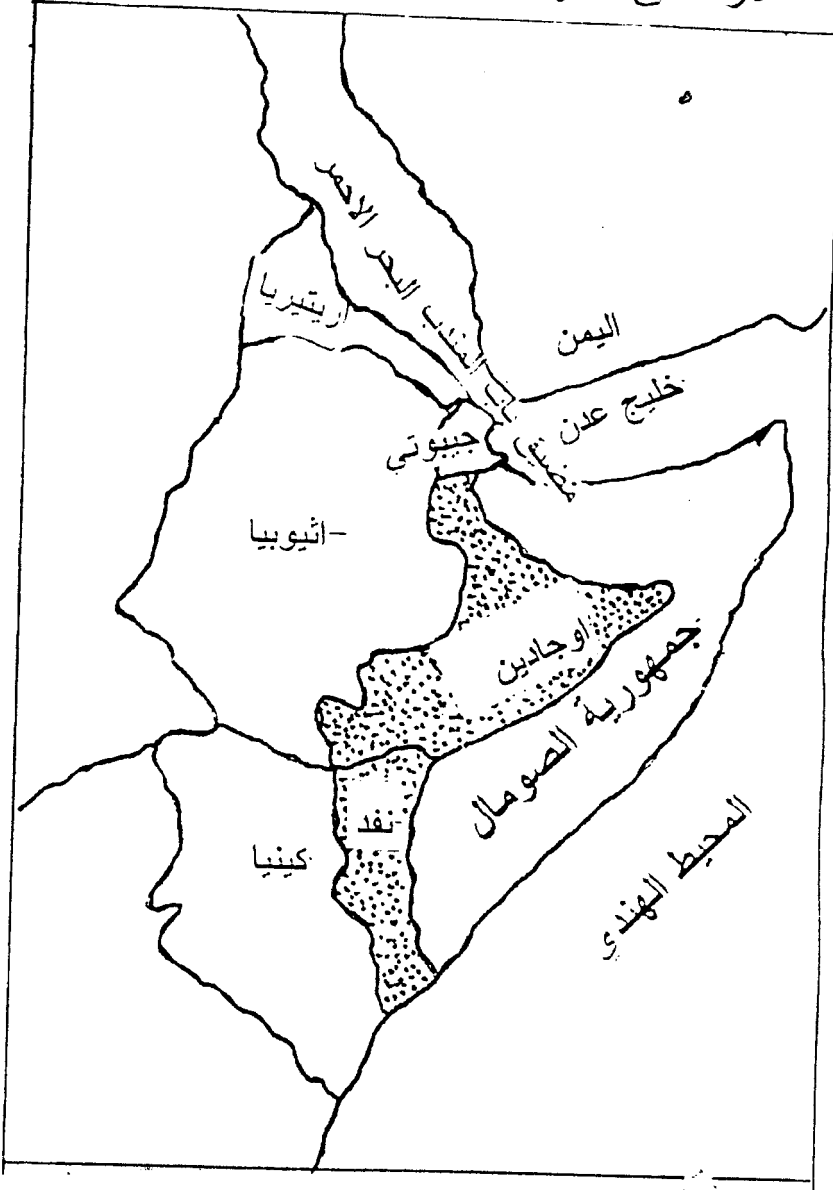 البحر الاحمر
اريتيريا
اليمن
خليج عدن
جيبوتي
اثيوبيا
اوجادين
جمهورية الصومال
نفد
كينيا
المحيط الهندي